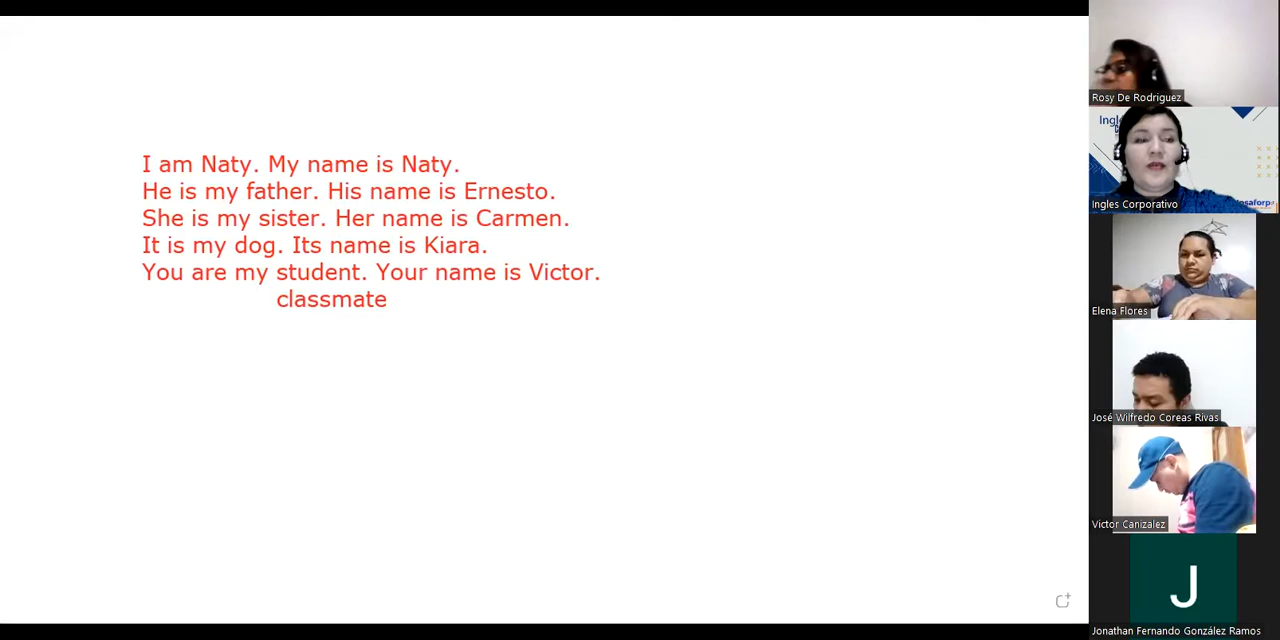 I am Naty. My name is Naty.
He is my father. His name is Ernesto.
She is my sister. Her name is Carmen.
It is my dog. Its name is Kiara.
You are my student. Your name is Victor.
classmate
Rosy De Rodriguez
Ingles Corporativo
Elena Flores
José Wilfredo Coreas Rivas
Victor Canizalez
J
Jonathan Fernando González Ramos